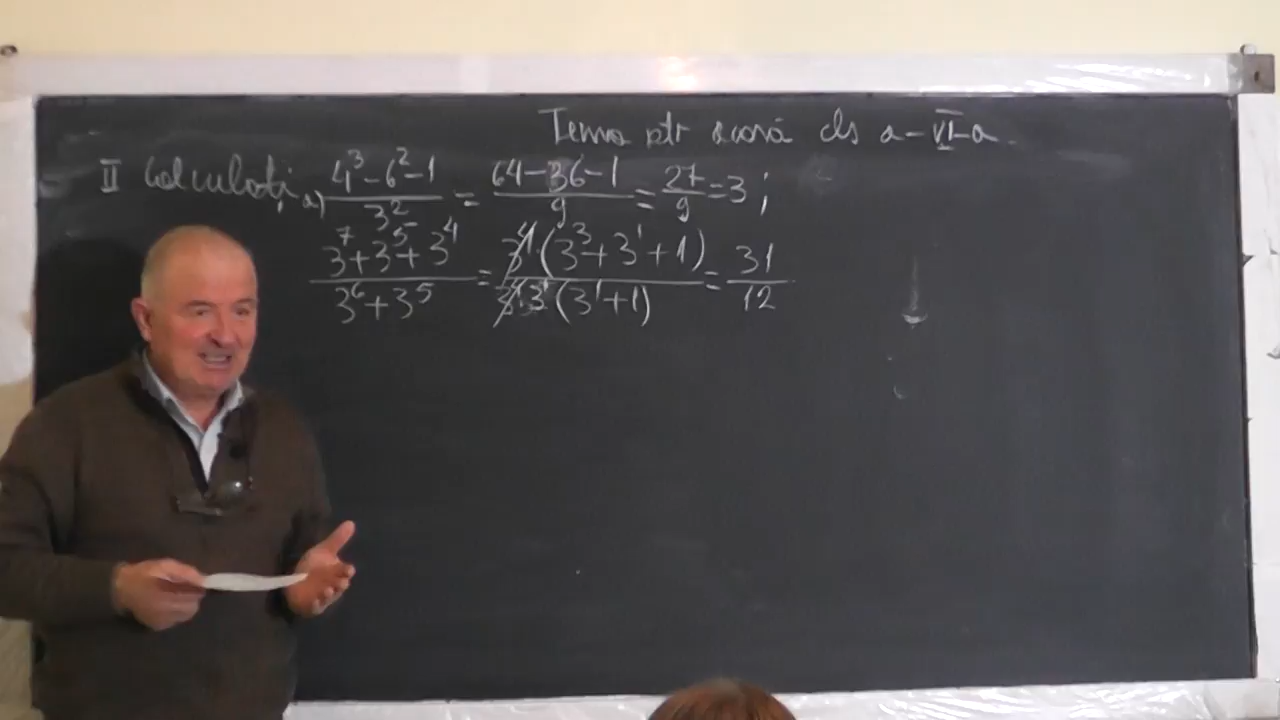 Tema ptr acasă cls a-VI-a.
II Calculați; a) (4³-6²-1)/3² = (64-36-1)/9 = 27/9 = 3 ;
(3⁷+3⁵+3⁴)/(3⁶+3⁵) = 3⁴·(3³+3¹+1)/(3⁴·3¹(3¹+1)) = 31/12